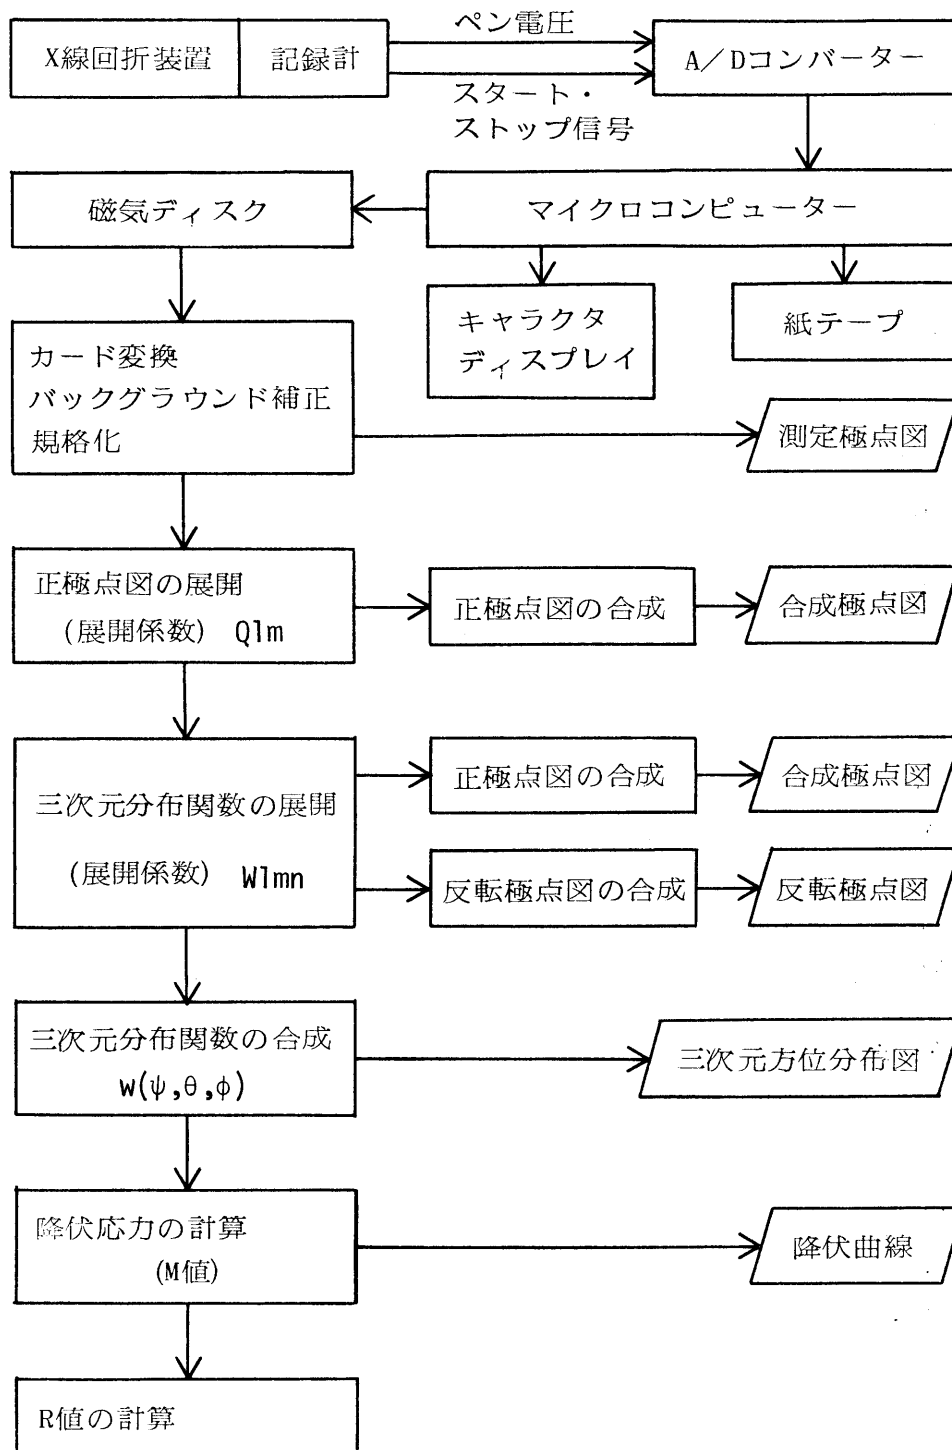 X線回折装置
記録計
ペン電圧
スタート・
ストップ信号
A/Dコンバーター
磁気ディスク
マイクロコンピューター
キャラクタ
ディスプレイ
紙テープ
カード変換
バックグラウンド補正
規格化
測定極点図
正極点図の展開
(展開係数) Qlm
正極点図の合成
合成極点図
三次元分布関数の展開
(展開係数) Wlmn
正極点図の合成
合成極点図
反転極点図の合成
反転極点図
三次元分布関数の合成
w(ψ,θ,φ)
三次元方位分布図
降伏応力の計算
(M値)
降伏曲線
R値の計算